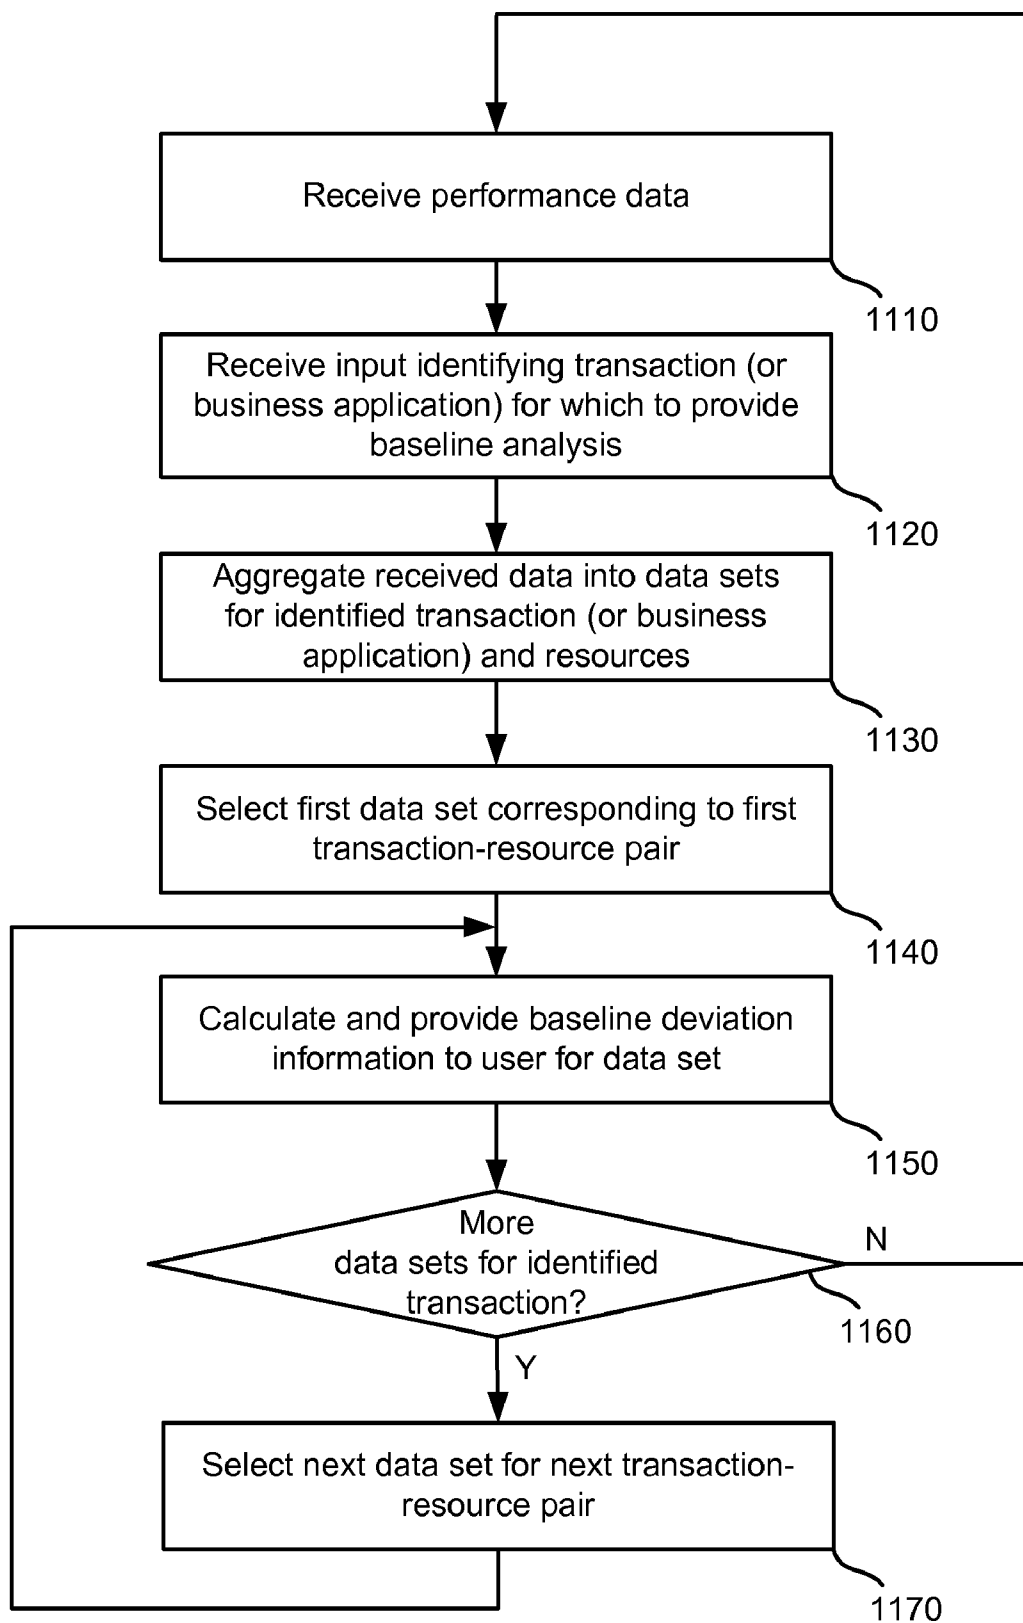 Receive performance data
1110
Receive input identifying transaction (or
business application) for which to provide
baseline analysis
1120
Aggregate received data into data sets
for identified transaction (or business
application) and resources
1130
Select first data set corresponding to first
transaction-resource pair
1140
Calculate and provide baseline deviation
information to user for data set
1150
More
data sets for identified
transaction?
N
1160
Y
Select next data set for next transaction-
resource pair
1170